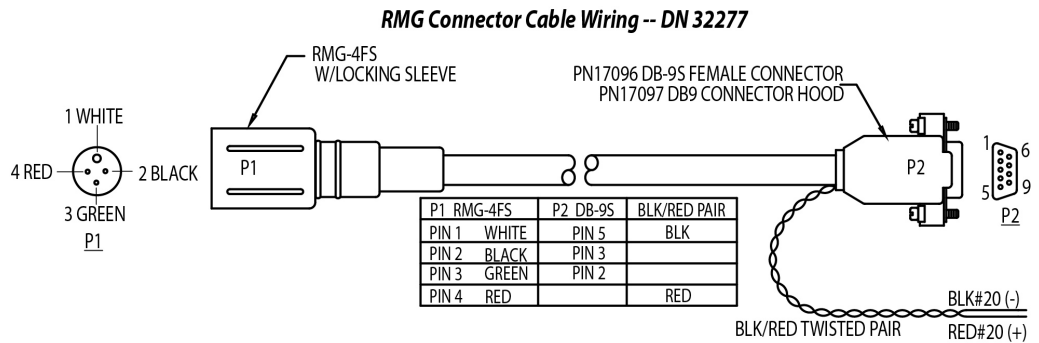 RMG Connector Cable Wiring -- DN 32277
RMG-4FS
W/LOCKING SLEEVE
PN17096 DB-9S FEMALE CONNECTOR
PN17097 DB9 CONNECTOR HOOD
1 WHITE
4 RED
2 BLACK
3 GREEN
P1
P1
P2
1
6
5
9
P2
P1 RMG-4FS P2 DB-9S BLK/RED PAIR
PIN 1 WHITE PIN 5 BLK
PIN 2 BLACK PIN 3
PIN 3 GREEN PIN 2
PIN 4 RED RED
BLK/RED TWISTED PAIR
BLK#20 (-)
RED#20 (+)